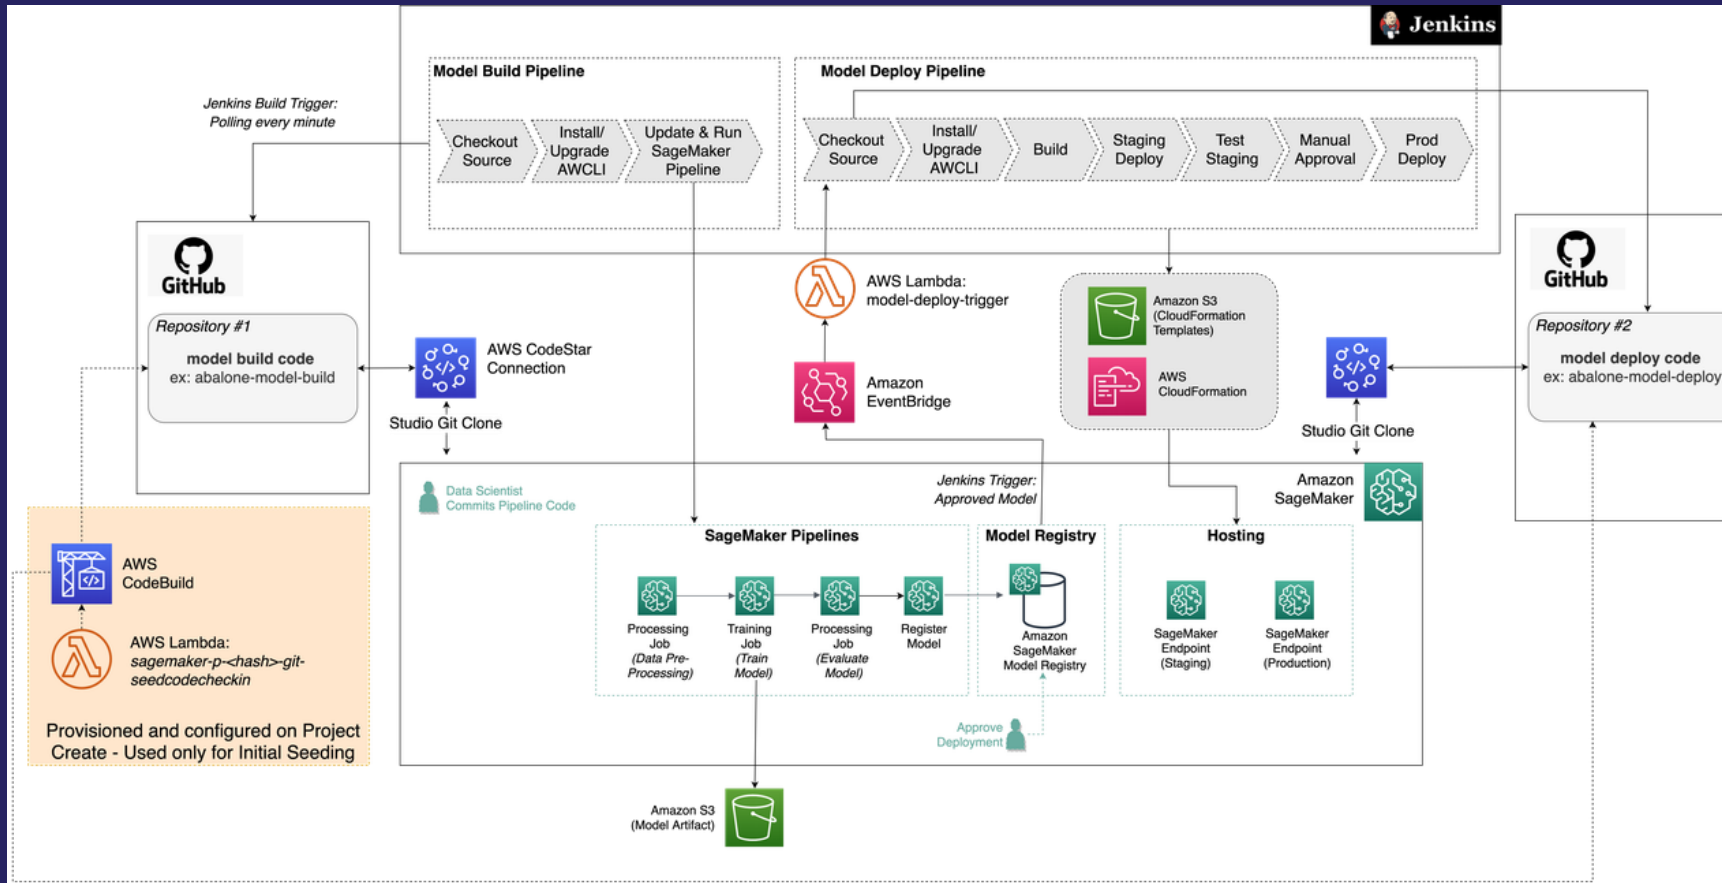 Jenkins
Model Build Pipeline
Model Deploy Pipeline
Jenkins Build Trigger:
Polling every minute
Checkout
Source
Install/
Upgrade
AWCLI
Update & Run
SageMaker
Pipeline
Checkout
Source
Install/
Upgrade
AWCLI
Build
Staging
Deploy
Test
Staging
Manual
Approval
Prod
Deploy
GitHub
Repository #1
model build code
ex: abalone-model-build
AWS CodeStar
Connection
Studio Git Clone
AWS Lambda:
model-deploy-trigger
Amazon
EventBridge
Amazon S3
(CloudFormation
Templates)
AWS
CloudFormation
GitHub
Repository #2
model deploy code
ex: abalone-model-deploy
Studio Git Clone
Amazon
SageMaker
Data Scientist
Commits Pipeline Code
Jenkins Trigger:
Approved Model
SageMaker Pipelines
Model Registry
Hosting
Processing
Job
(Data Pre-
Processing)
Training
Job
(Train
Model)
Processing
Job
(Evaluate
Model)
Register
Model
Amazon
SageMaker
Model Registry
SageMaker
Endpoint
(Staging)
SageMaker
Endpoint
(Production)
Approve
Deployment
AWS
CodeBuild
AWS Lambda:
sagemaker-p-<hash>-git-
seedcodecheckin
Provisioned and configured on Project
Create - Used only for Initial Seeding
Amazon S3
(Model Artifact)